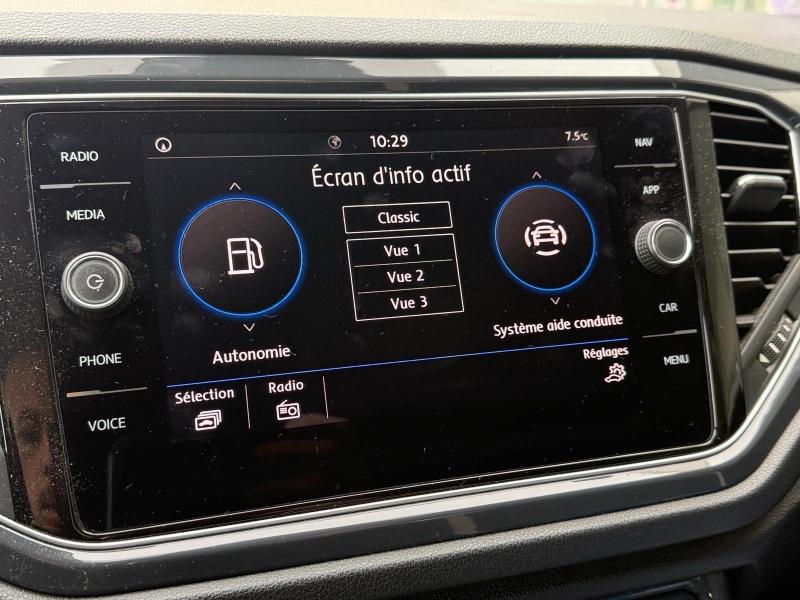 RADIO
MEDIA
PHONE
VOICE
10:29
7.5°C
Écran d'info actif
Classic
Vue 1
Vue 2
Vue 3
Autonomie
Système aide conduite
Sélection
Radio
Réglages
NAV
APP
CAR
MENU